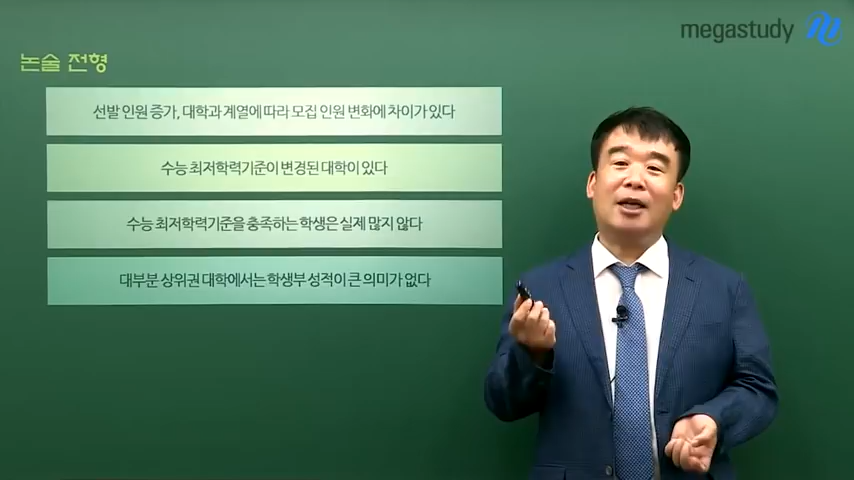 megastudy
논술 전형
선발 인원 증가, 대학과 계열에 따라 모집 인원 변화에 차이가 있다
수능 최저학력기준이 변경된 대학이 있다
수능 최저학력기준을 충족하는 학생은 실제 많지 않다
대부분 상위권 대학에서는 학생부 성적이 큰 의미가 없다